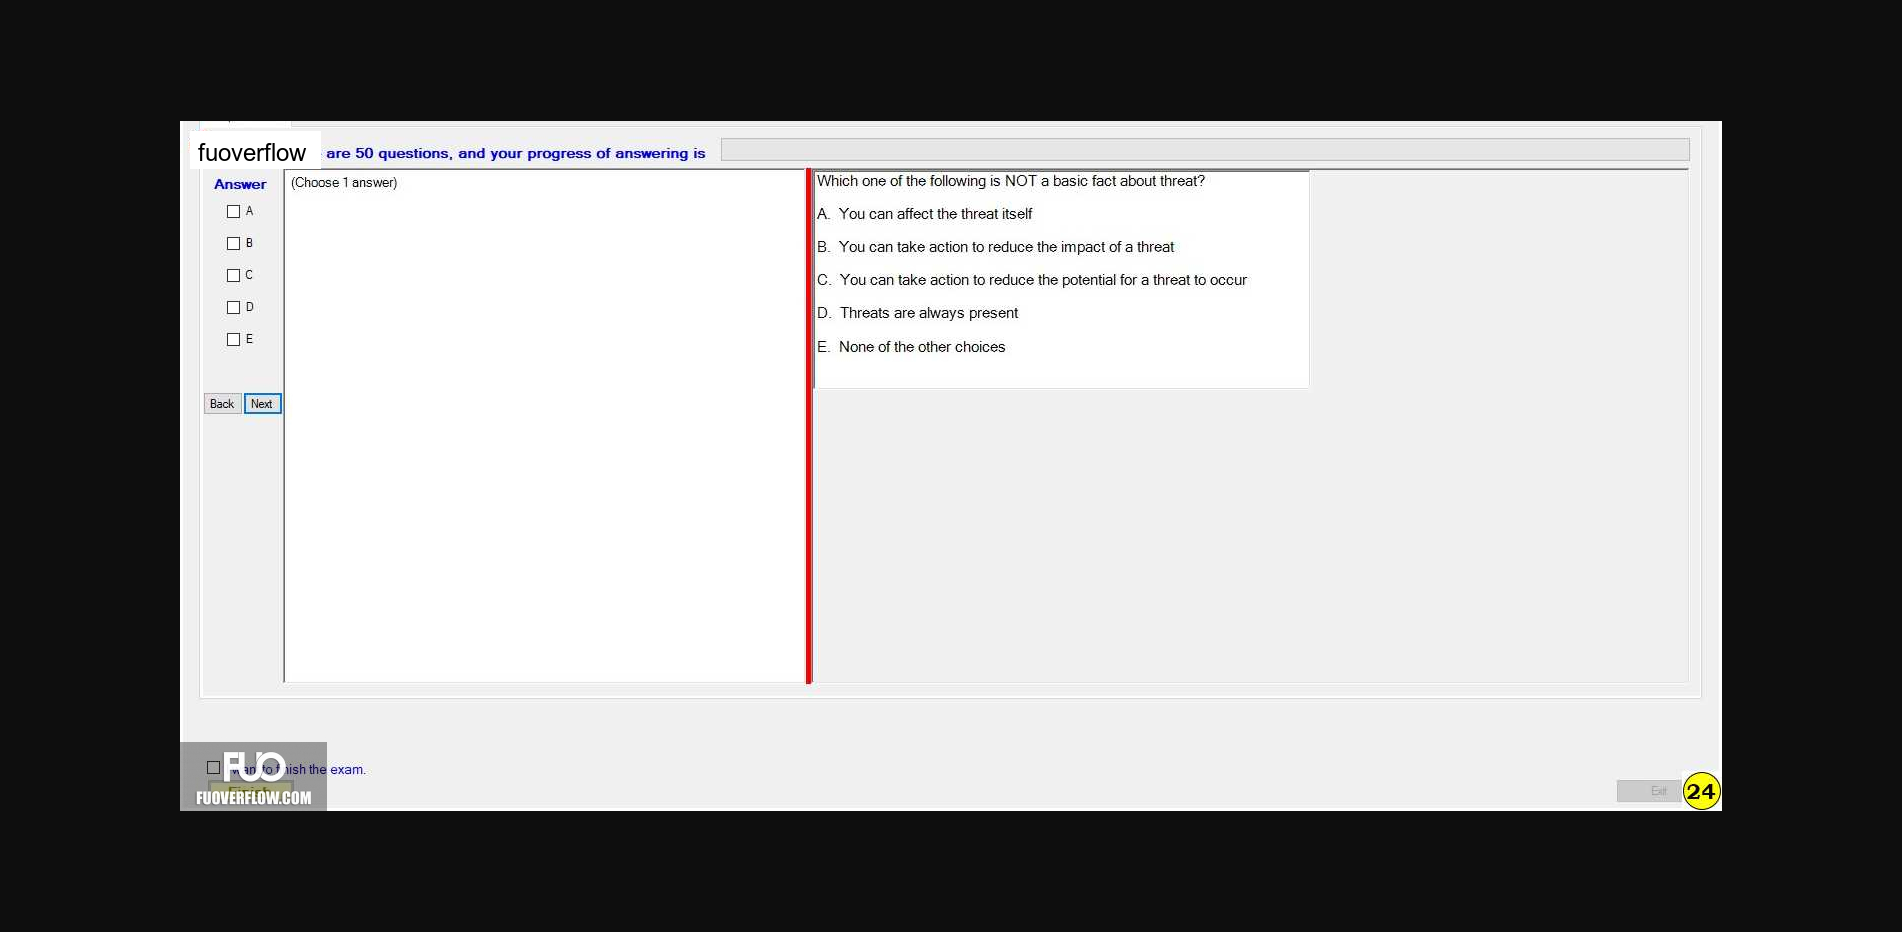 fuoverflow are 50 questions, and your progress of answering is
Answer
(Choose 1 answer)
A
B
C
D
E
Back Next
Which one of the following is NOT a basic fact about threat?
A. You can affect the threat itself
B. You can take action to reduce the impact of a threat
C. You can take action to reduce the potential for a threat to occur
D. Threats are always present
E. None of the other choices
FUO
want to finish the exam.
Finish
FUOVERFLOW.COM
Exit
24